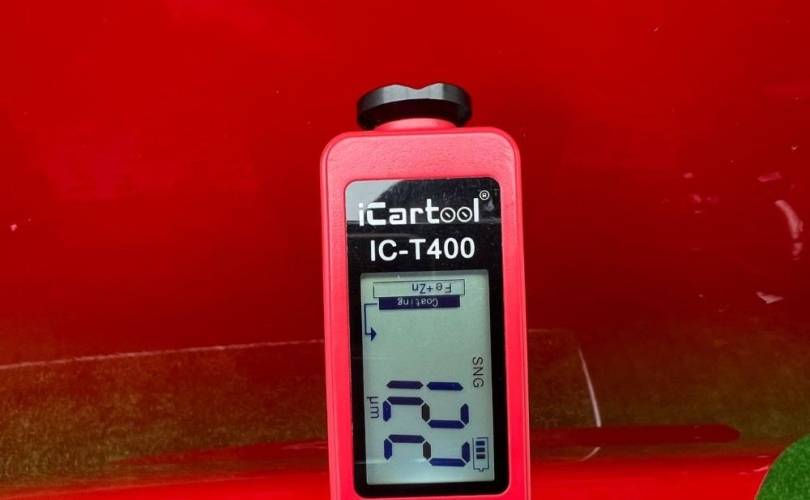 iCartool®
IC-T400
Fe+Zn
Coating
SNG
µm